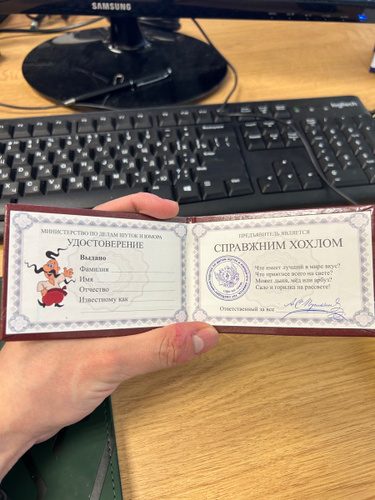 SAMSUNG
logitech
МИНИСТЕРСТВО ПО ДЕЛАМ ШУТОК И ЮМОРА
УДОСТОВЕРЕНИЕ
Выдано
Фамилия
Имя
Отчество
Известному как
ПРЕДЪЯВИТЕЛЬ ЯВЛЯЕТСЯ
СПРАВЖНИМ ХОХЛОМ
Что имеет лучший в мире вкус?
Что приятнее всего на свете?
Может дыня, мёд или арбуз?
Сало и горилка на рассвете!
Ответственный за все